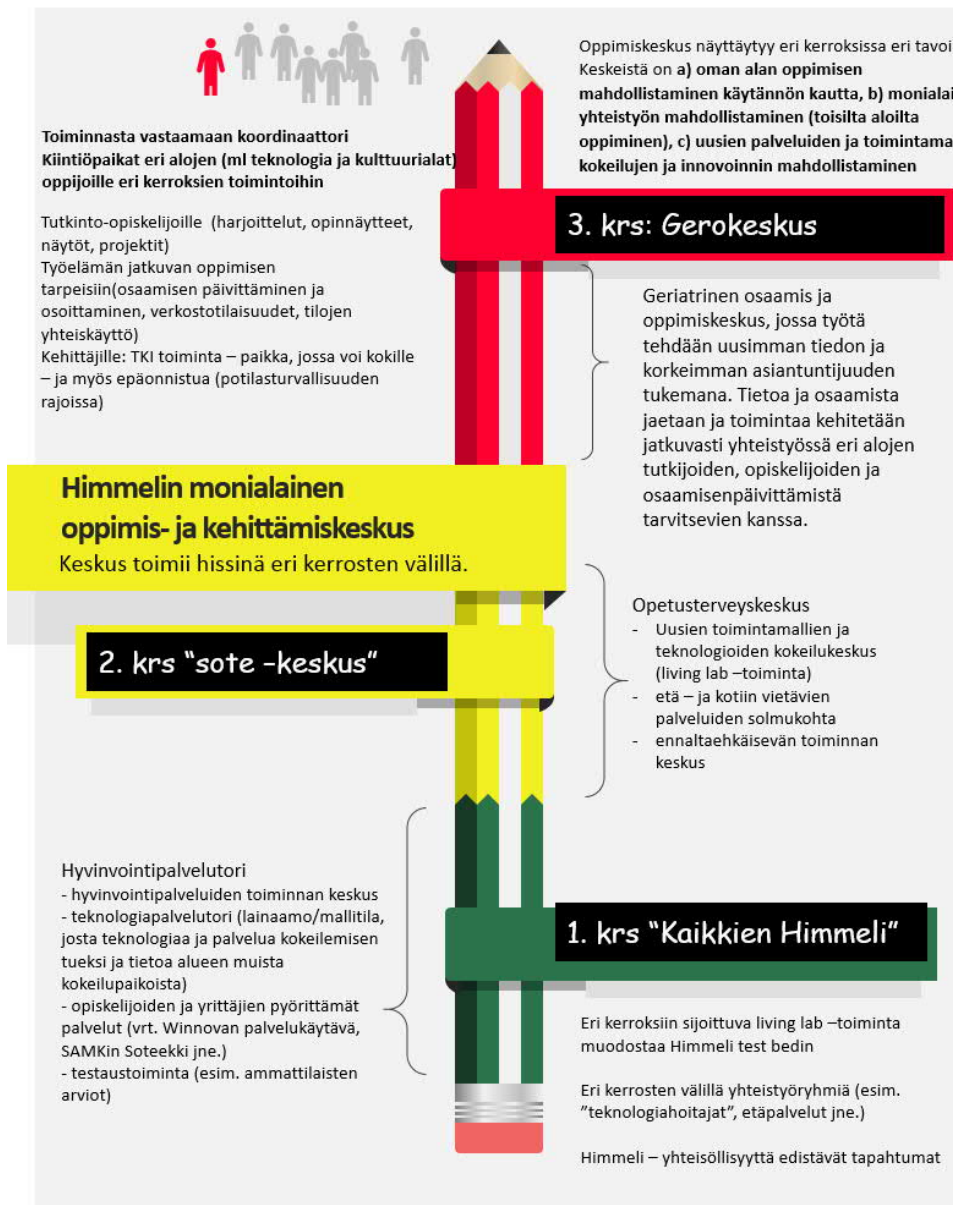 Toiminnasta vastaamaan koordinaattori
Kiintiöpaikat eri alojen (ml teknologia ja kulttuurialat)
oppijoille eri kerroksien toimintoihin
Tutkinto-opiskelijoille (harjoittelut, opinnäytteet,
näytöt, projektit)
Työelämän jatkuvan oppimisen
tarpeisiin(osaamisen päivittäminen ja
osoittaminen, verkostotilaisuudet, tilojen
yhteiskäyttö)
Kehittäjille: TKI toiminta – paikka, jossa voi kokille
– ja myös epäonnistua (potilasturvallisuuden
rajoissa)
Oppimiskeskus näyttäytyy eri kerroksissa eri tavoi
Keskeistä on a) oman alan oppimisen
mahdollistaminen käytännön kautta, b) monialai
yhteistyön mahdollistaminen (toisilta aloilta
oppiminen), c) uusien palveluiden ja toimintama
kokeilujen ja innovoinnin mahdollistaminen
3. krs: Gerokeskus
Geriatrinen osaamis ja
oppimiskeskus, jossa työtä
tehdään uusimman tiedon ja
korkeimman asiantuntijuuden
tukemana. Tietoa ja osaamista
jaetaan ja toimintaa kehitetään
jatkuvasti yhteistyössä eri alojen
tutkijoiden, opiskelijoiden ja
osaamisenpäivittämistä
tarvitsevien kanssa.
Himmelin monialainen
oppimis- ja kehittämiskeskus
Keskus toimii hissinä eri kerrosten välillä.
2. krs “sote –keskus”
Opetusterveyskeskus
- Uusien toimintamallien ja
teknologioiden kokeilukeskus
(living lab –toiminta)
- etä – ja kotiin vietävien
palveluiden solmukohta
- ennaltaehkäisevän toiminnan
keskus
Hyvinvointipalvelutori
- hyvinvointipalveluiden toiminnan keskus
- teknologiapalvelutori (lainaamo/mallitila,
josta teknologiaa ja palvelua kokeilemisen
tueksi ja tietoa alueen muista
kokeilupaikoista)
- opiskelijoiden ja yrittäjien pyörittämät
palvelut (vrt. Winnovan palvelukäytävä,
SAMKin Soteekki jne.)
- testaustoiminta (esim. ammattilaisten
arviot)
1. krs “Kaikkien Himmeli”
Eri kerroksiin sijoittuva living lab –toiminta
muodostaa Himmeli test bedin
Eri kerrosten välillä yhteistyöryhmiä (esim.
”teknologiahoitajat”, etäpalvelut jne.)
Himmeli – yhteisöllisyyttä edistävät tapahtumat